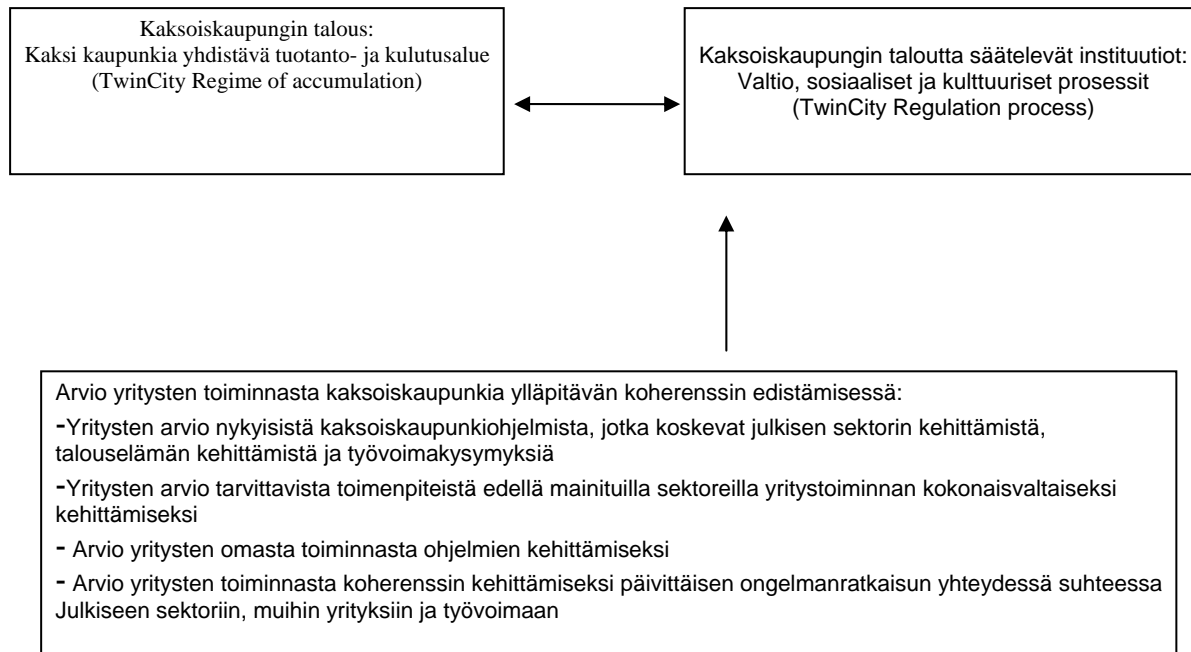 Kaksoiskaupungin talous:
Kaksi kaupunkia yhdistävä tuotanto- ja kulutusalue
(TwinCity Regime of accumulation)
Kaksoiskaupungin taloutta säätelevät instituutiot:
Valtio, sosiaaliset ja kulttuuriset prosessit
(TwinCity Regulation process)
Arvio yritysten toiminnasta kaksoiskaupunkia ylläpitävän koherenssin edistämisessä:
-Yritysten arvio nykyisistä kaksoiskaupunkiohjelmista, jotka koskevat julkisen sektorin kehittämistä,
talouselämän kehittämistä ja työvoimakysymyksiä
-Yritysten arvio tarvittavista toimenpiteistä edellä mainituilla sektoreilla yritystoiminnan kokonaisvaltaiseksi
kehittämiseksi
- Arvio yritysten omasta toiminnasta ohjelmien kehittämiseksi
- Arvio yritysten toiminnasta koherenssin kehittämiseksi päivittäisen ongelmanratkaisun yhteydessä suhteessa
Julkiseen sektoriin, muihin yrityksiin ja työvoimaan